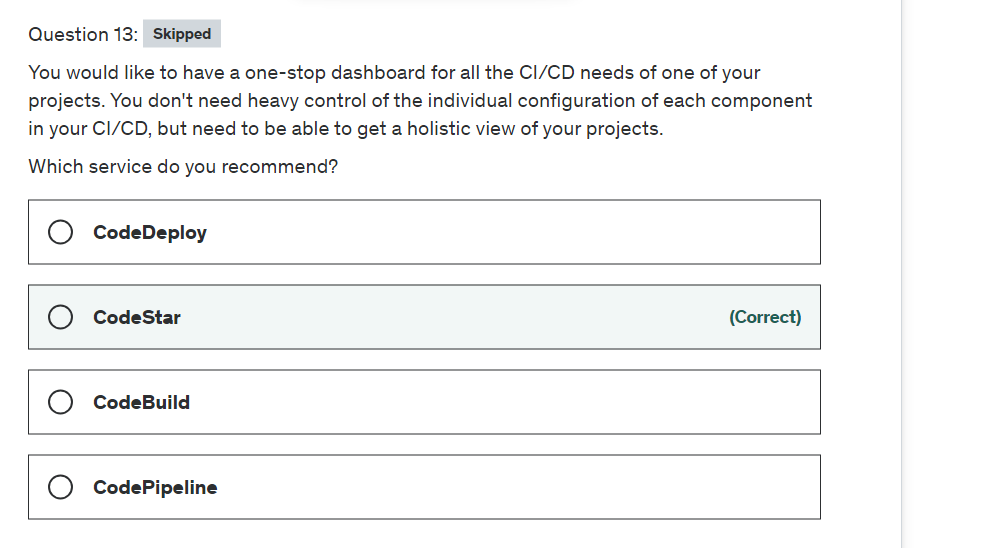 Question 13: Skipped
You would like to have a one-stop dashboard for all the CI/CD needs of one of your
projects. You don't need heavy control of the individual configuration of each component
in your CI/CD, but need to be able to get a holistic view of your projects.
Which service do you recommend?
CodeDeploy
CodeStar (Correct)
CodeBuild
CodePipeline